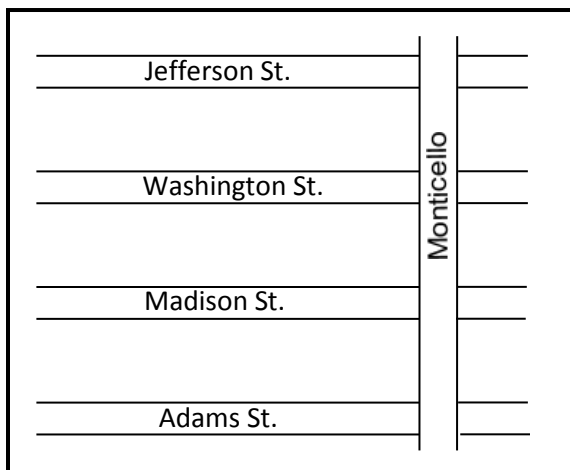 Jefferson St.
Washington St.
Monticello
Madison St.
Adams St.